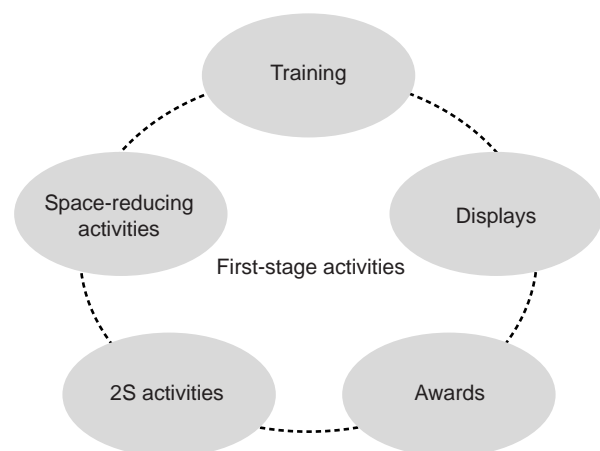 Training
Space-reducing
activities
Displays
First-stage activities
2S activities
Awards